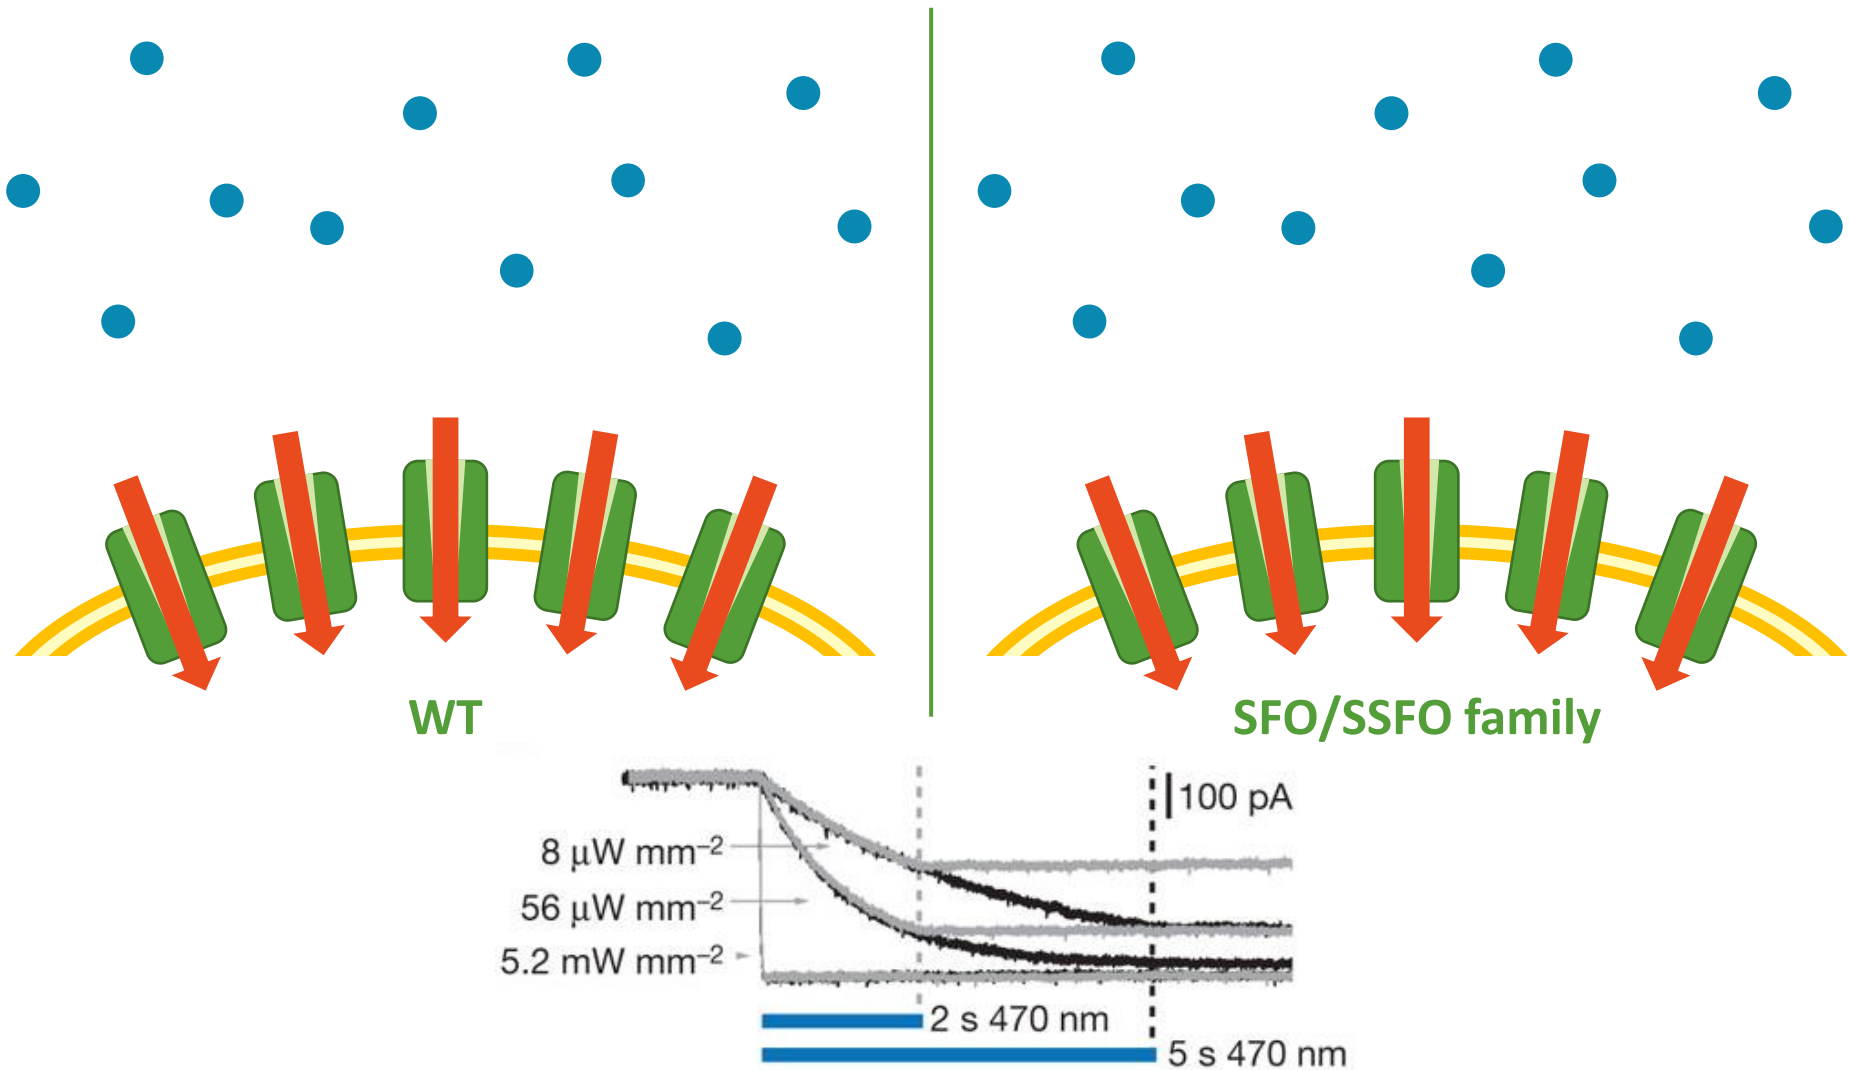 WT
SFO/SSFO family
100 pA
8 μW mm⁻²
56 μW mm⁻²
5.2 mW mm⁻²
2 s 470 nm
5 s 470 nm